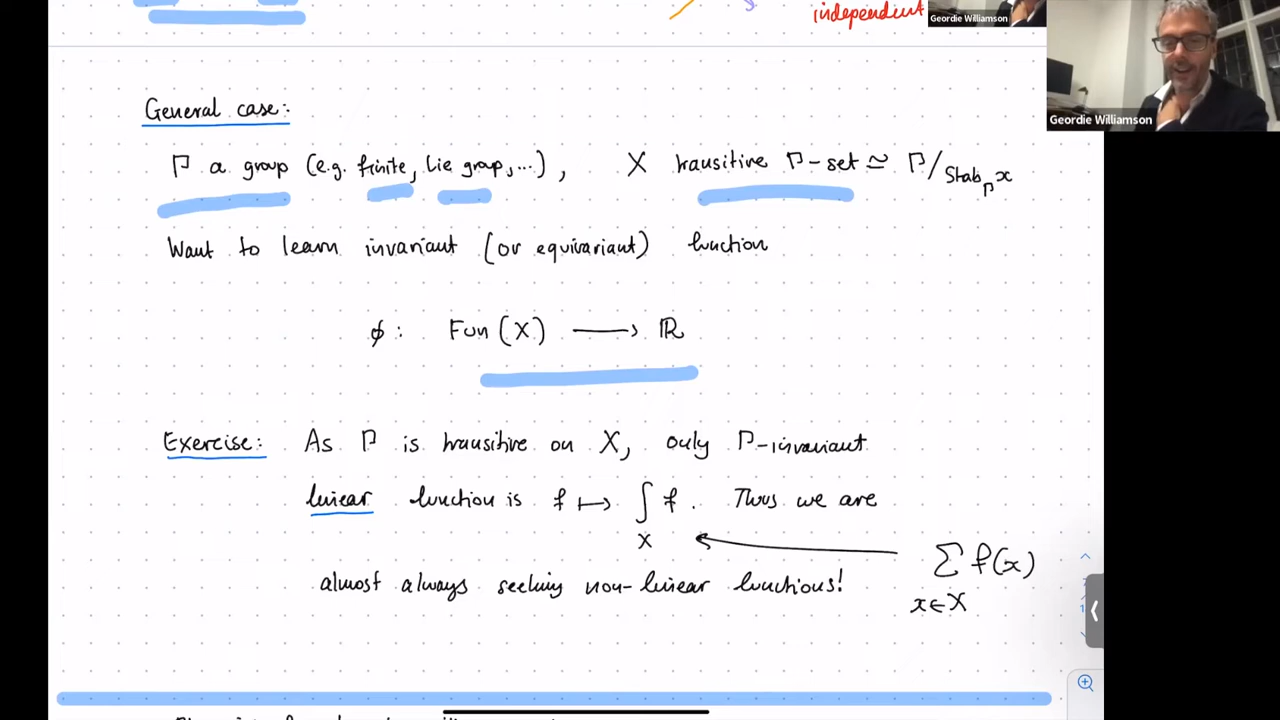 independent
Geordie Williamson
Geordie Williamson
General case:
Γ a group (e.g. finite, Lie group, ...), X transitive Γ-set ≃ Γ/Stab_Γ x
Want to learn invariant (or equivariant) function
φ: Fun(X) → ℝ
Exercise: As Γ is transitive on X, only Γ-invariant
linear function is f ↦ ∫_X f. Thus we are
∑_{x∈X} f(x)
almost always seeking non-linear functions!